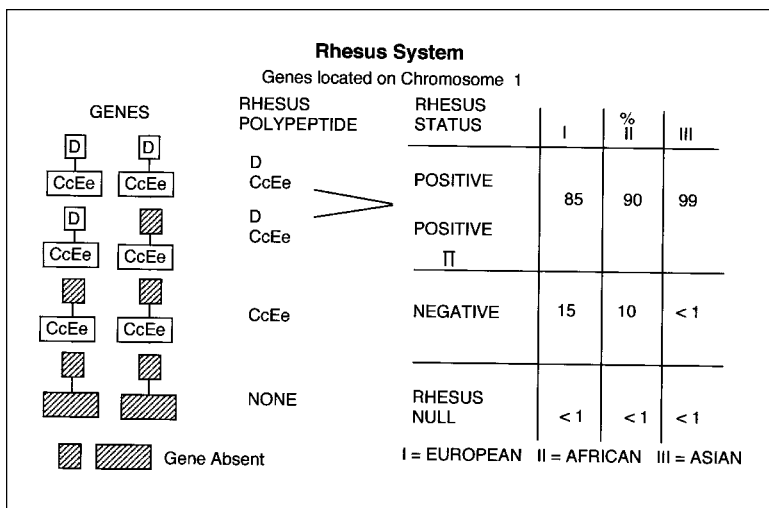 Rhesus System
Genes located on Chromosome 1
GENES
RHESUS POLYPEPTIDE
RHESUS STATUS
%
I II III
D D
CcEe CcEe
D
CcEe
POSITIVE
85 90 99
D
CcEe CcEe
D
CcEe
POSITIVE
π
CcEe CcEe
CcEe
NEGATIVE 15 10 < 1
NONE
RHESUS NULL
< 1 < 1 < 1
Gene Absent
I = EUROPEAN II = AFRICAN III = ASIAN